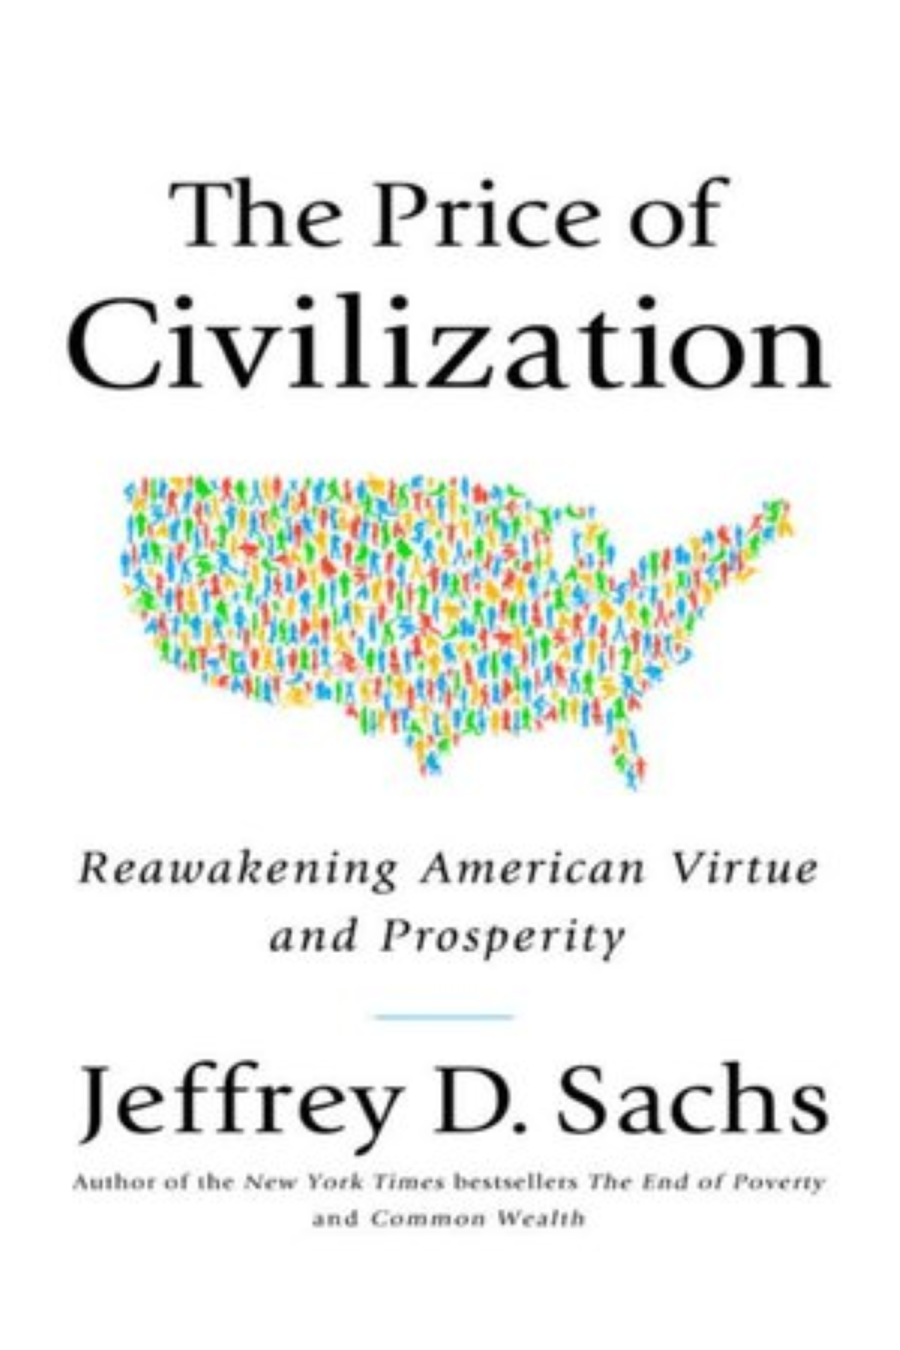 The Price of
Civilization
Reawakening American Virtue
and Prosperity
Jeffrey D. Sachs
Author of the New York Times bestsellers The End of Poverty
and Common Wealth